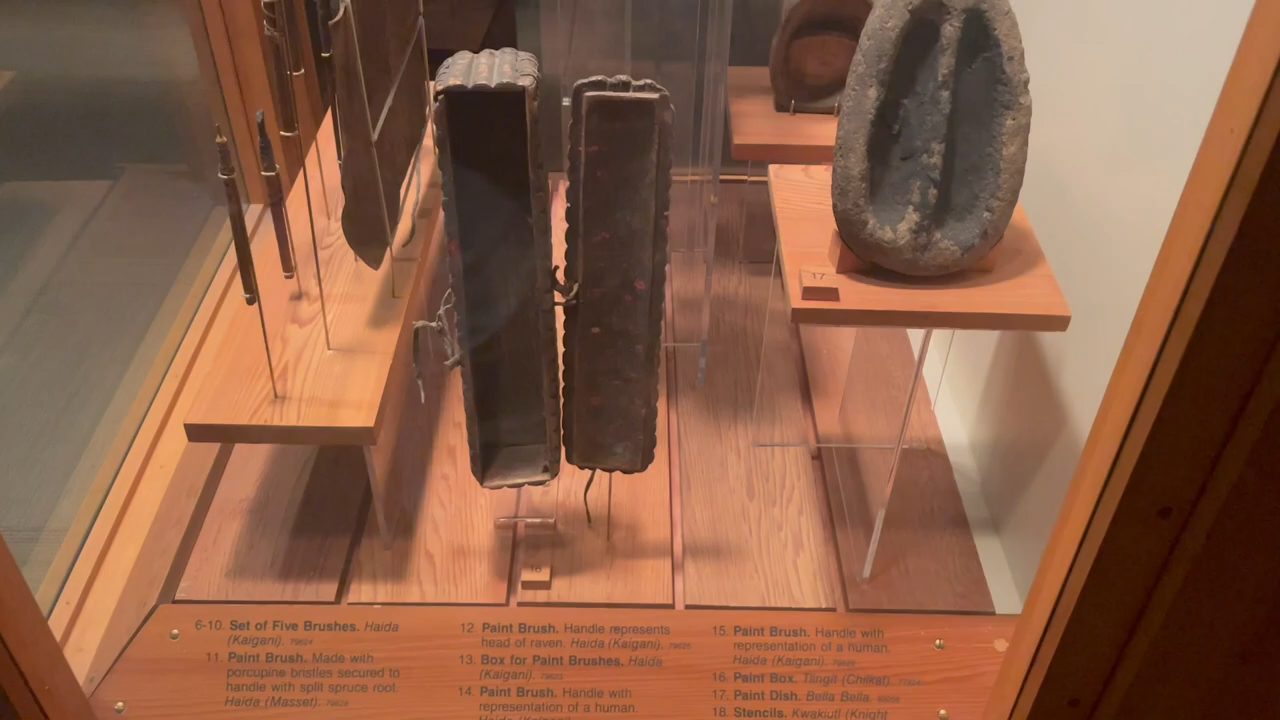 17
16
6-10. Set of Five Brushes. Haida
(Kaigani). 79624
11. Paint Brush. Made with
porcupine bristles secured to
handle with split spruce root.
Haida (Masset).
12. Paint Brush. Handle represents
head of raven. Haida (Kaigani).
13. Box for Paint Brushes. Haida
(Kaigani).
14. Paint Brush. Handle with
representation of a human.
15. Paint Brush. Handle with
representation of a human.
Haida (Kaigani).
16. Paint Box. Tlingit (Chilkat).
17. Paint Dish. Bella Bella.
18. Stencils. Kwakiutl (Knight